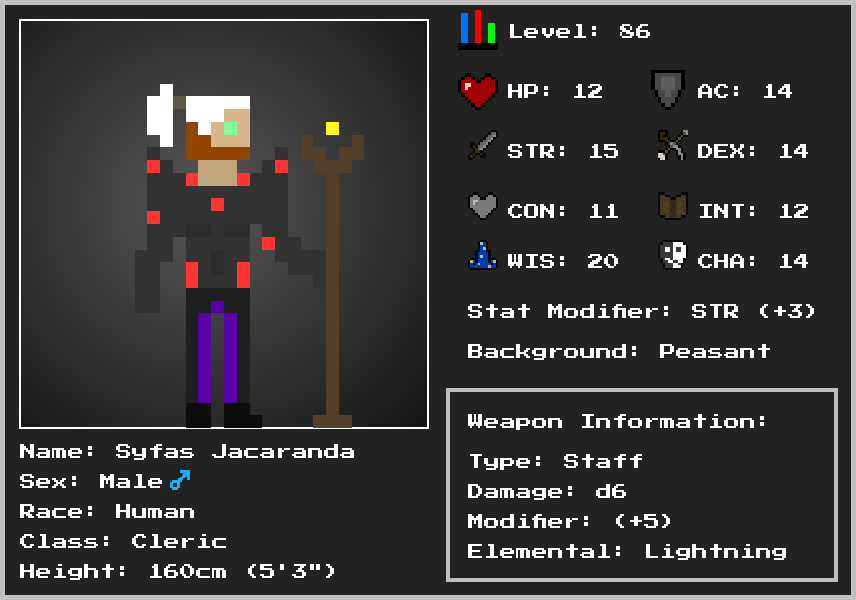 Level: 86
HP: 12 AC: 14
STR: 15 DEX: 14
CON: 11 INT: 12
WIS: 20 CHA: 14
Stat Modifier: STR (+3)
Background: Peasant
Weapon Information:
Type: Staff
Damage: d6
Modifier: (+5)
Elemental: Lightning
Name: Syfas Jacaranda
Sex: Male ♂
Race: Human
Class: Cleric
Height: 160cm (5'3")